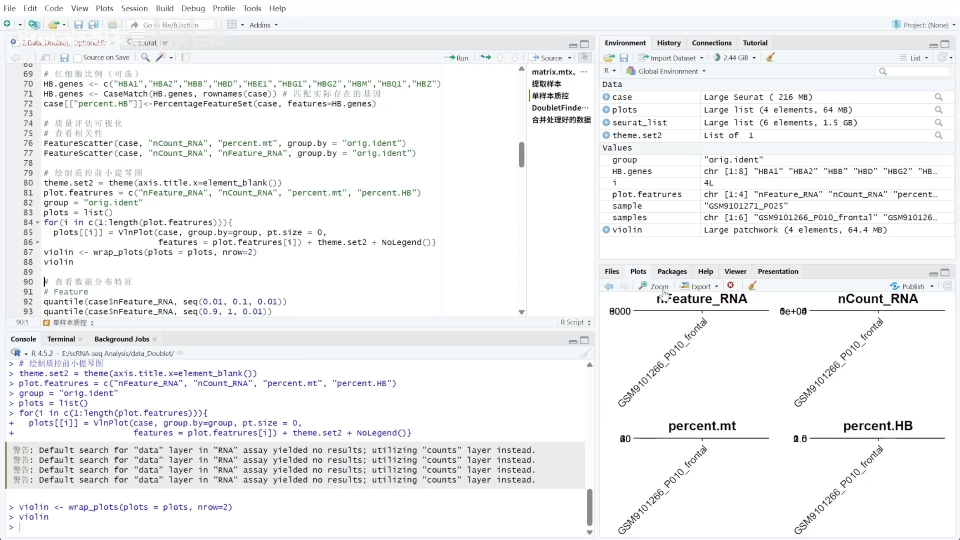 File Edit Code View Plots Session Build Debug Profile Tools Help
Go to file/function Addins Project: (None)
2.Data_Doublet_Optional.R
Source on Save Run Source
68
69 # 红细胞比例（可选）
70 HB.genes <- c("HBA1","HBA2","HBB","HBD","HBE1","HBG1","HBG2","HBM","HBQ1","HBZ")
71 HB.genes <- CaseMatch(HB.genes, rownames(case)) # 匹配实际存在的基因
72 case[["percent.HB"]]<-PercentageFeatureSet(case, features=HB.genes)
73
74 # 质量评估可视化
75 # 查看相关性
76 FeatureScatter(case, "nCount_RNA", "percent.mt", group.by = "orig.ident")
77 FeatureScatter(case, "nCount_RNA", "nFeature_RNA", group.by = "orig.ident")
78
79 # 绘制质控前小提琴图
80 theme.set2 = theme(axis.title.x=element_blank())
81 plot.featrures = c("nFeature_RNA", "nCount_RNA", "percent.mt", "percent.HB")
82 group = "orig.ident"
83 plots = list()
84 for(i in c(1:length(plot.featrures))){
85 plots[[i]] = VlnPlot(case, group.by=group, pt.size = 0,
86 features = plot.featrures[i]) + theme.set2 + NoLegend()}
87 violin <- wrap_plots(plots = plots, nrow=2)
88 violin
89
90 # 查看数据分布特征
91 # Feature
92 quantile(case$nFeature_RNA, seq(0.01, 0.1, 0.01))
93 quantile(case$nFeature_RNA, seq(0.9, 1, 0.01))
matrix.mtx、…
提取样本
单样本质控
DoubletFinde…
合并处理好的数据
90:1 单样本质控 R Script
Console Terminal Background Jobs
R 4.5.2 · E:/scRNA-seq Analysis/data_Doublet/
> # 绘制质控前小提琴图
> theme.set2 = theme(axis.title.x=element_blank())
> plot.featrures = c("nFeature_RNA", "nCount_RNA", "percent.mt", "percent.HB")
> group = "orig.ident"
> plots = list()
> for(i in c(1:length(plot.featrures))){
+ plots[[i]] = VlnPlot(case, group.by=group, pt.size = 0,
+ features = plot.featrures[i]) + theme.set2 + NoLegend()}
警告: Default search for "data" layer in "RNA" assay yielded no results; utilizing "counts" layer instead.
警告: Default search for "data" layer in "RNA" assay yielded no results; utilizing "counts" layer instead.
警告: Default search for "data" layer in "RNA" assay yielded no results; utilizing "counts" layer instead.
警告: Default search for "data" layer in "RNA" assay yielded no results; utilizing "counts" layer instead.
> violin <- wrap_plots(plots = plots, nrow=2)
> violin
>
Environment History Connections Tutorial
Import Dataset 2.44 GiB List
R Global Environment
Data
case Large Seurat ( 216 MB)
plots Large list (4 elements, 64 MB)
seurat_list Large list (6 elements, 1.5 GB)
theme.set2 List of 1
Values
group "orig.ident"
HB.genes chr [1:8] "HBA1" "HBA2" "HBB" "HBD" "HBG2" "HB…
i 4L
plot.featrures chr [1:4] "nFeature_RNA" "nCount_RNA" "percent…
sample "GSM9101271_P025"
samples chr [1:6] "GSM9101266_P010_frontal" "GSM910126…
violin Large patchwork (4 elements, 64.4 MB)
Files Plots Packages Help Viewer Presentation
Zoom Export Publish
nFeature_RNA nCount_RNA
GSM9101266_P010_frontal GSM9101266_P010_frontal
percent.mt percent.HB
GSM9101266_P010_frontal GSM9101266_P010_frontal